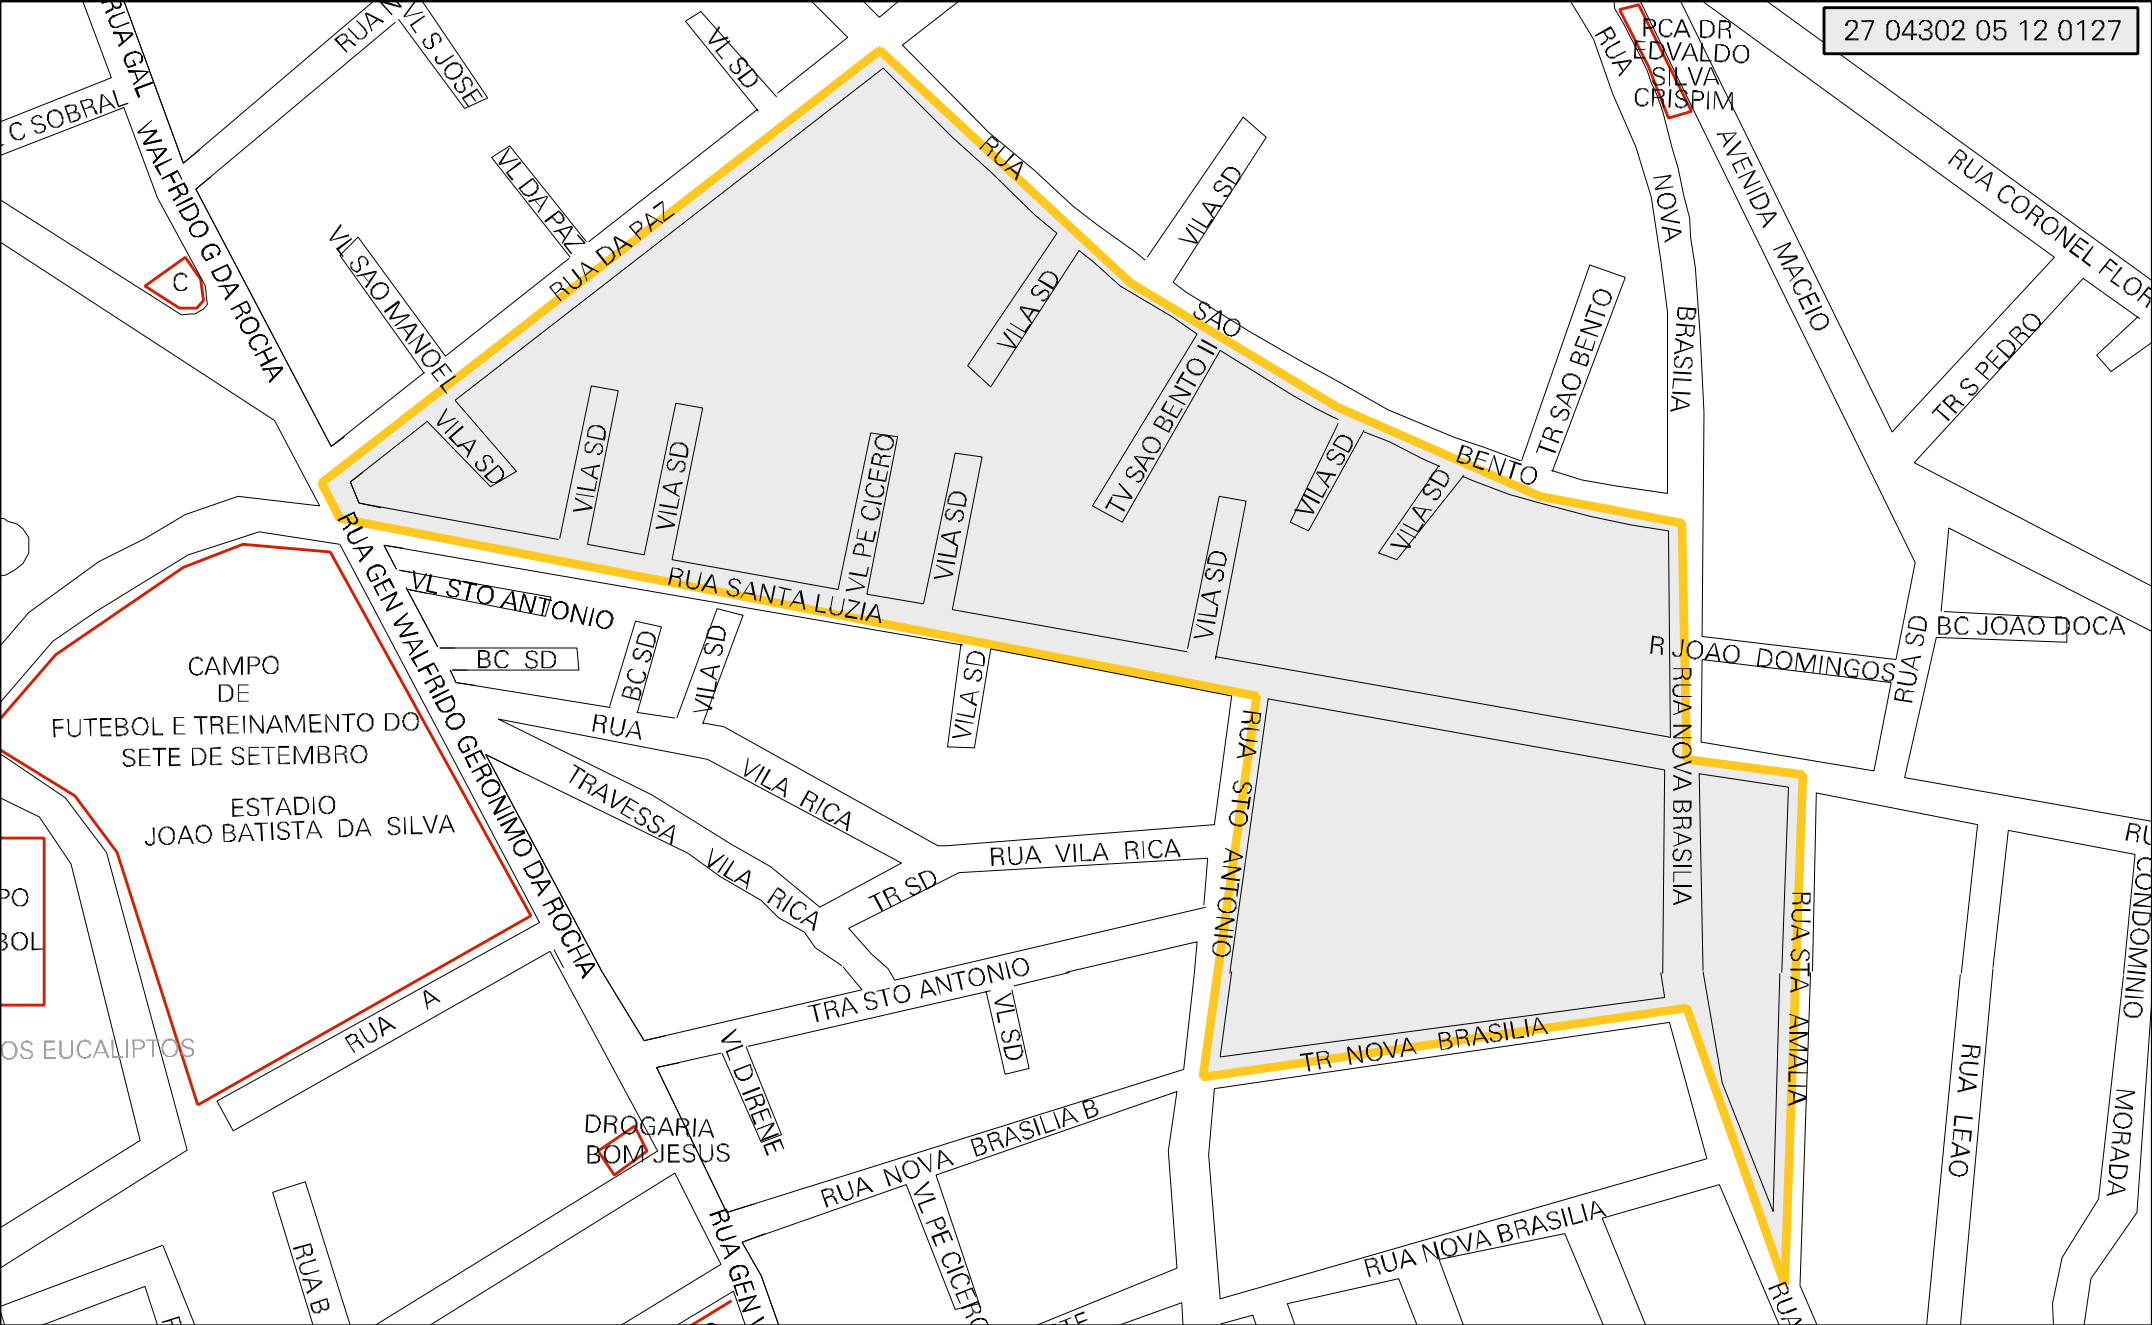 27 04302 05 12 0127
PCA DR
EDVALDO
SILVA
CRISPIM
RUA GAL WALFRIDO G DA ROCHA
C SOBRAL
VL S JOSE
VL SD
VL DA PAZ
VL SAO MANOEL
RUA DA PAZ
C
RUA SAO BENTO
VILA SD
VILA SD
VILA SD
VILA SD
VILA SD
VL PE CICERO
VILA SD
TV SAO BENTO II
VILA SD
VILA SD
VILA SD
TR SAO BENTO
RUA NOVA BRASILIA
AVENIDA MACEIO
RUA CORONEL FLOR
TR S PEDRO
RUA SD
BC JOAO DOCA
R JOAO DOMINGOS
RUA SANTA LUZIA
RUA GEN WALFRIDO GERONIMO DA ROCHA
VL STO ANTONIO
BC SD
BC SD
VILA SD
VILA SD
CAMPO
DE
FUTEBOL E TREINAMENTO DO
SETE DE SETEMBRO
ESTADIO
JOAO BATISTA DA SILVA
RUA VILA RICA
TRAVESSA VILA RICA
RUA VILA RICA
TR SD
RUA STO ANTONIO
RUA NOVA BRASILIA
RUA STA AMALIA
TRA STO ANTONIO
VL SD
VL D IRENE
TR NOVA BRASILIA
RUA NOVA BRASILIA B
VL PE CICERO
RUA NOVA BRASILIA
RUA A
OS EUCALIPTOS
PO
BOL
DROGARIA
BOM JESUS
RUA B
RUA GEN
RUA LEAO
CONDOMINIO MORADA
RUA